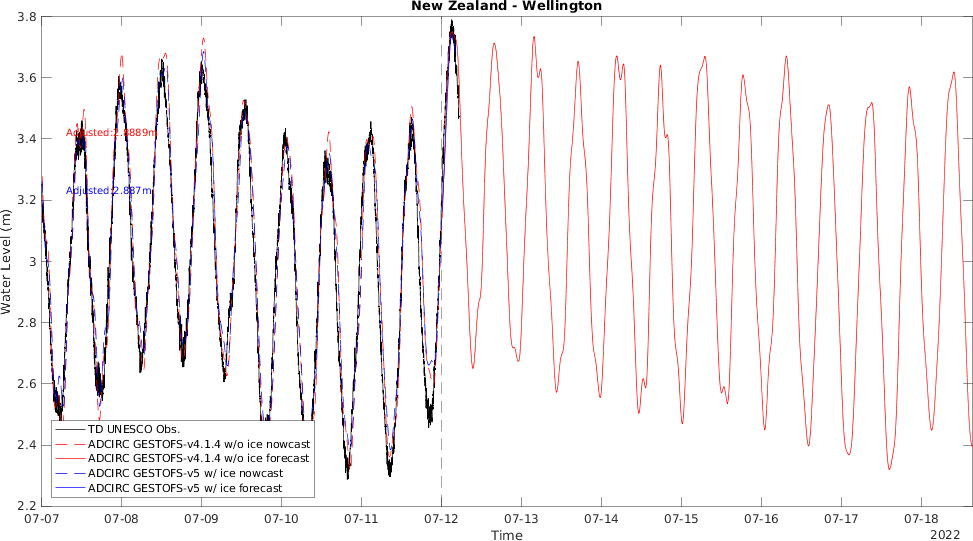 New Zealand - Wellington
3.8
3.6
3.4
3.2
3
2.8
2.6
2.4
2.2
Water Level (m)
Adjusted:2.8889m
Adjusted:2.887m
TD UNESCO Obs.
ADCIRC GESTOFS-v4.1.4 w/o ice nowcast
ADCIRC GESTOFS-v4.1.4 w/o ice forecast
ADCIRC GESTOFS-v5 w/ ice nowcast
ADCIRC GESTOFS-v5 w/ ice forecast
07-07 07-08 07-09 07-10 07-11 07-12 07-13 07-14 07-15 07-16 07-17 07-18
Time
2022